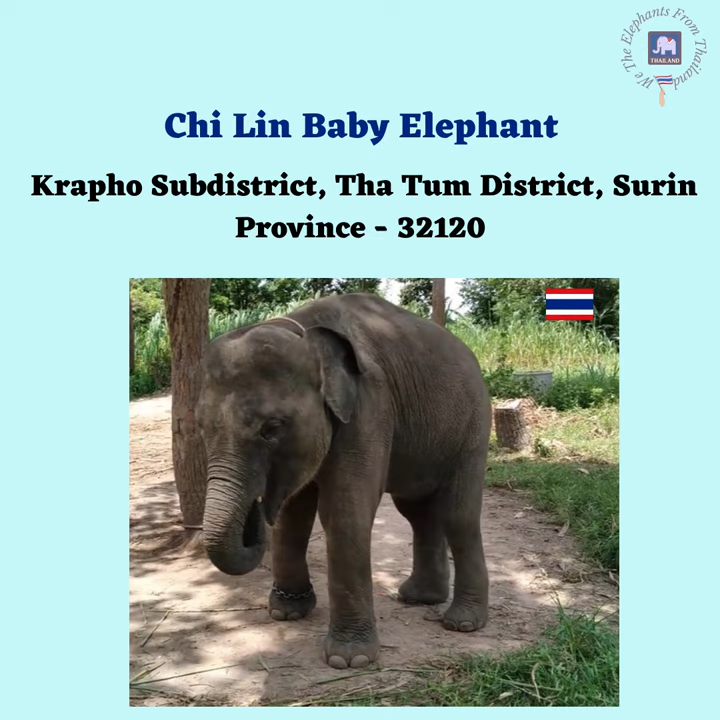 We The Elephants From Thailand
THAILAND
Chi Lin Baby Elephant
Krapho Subdistrict, Tha Tum District, Surin
Province - 32120